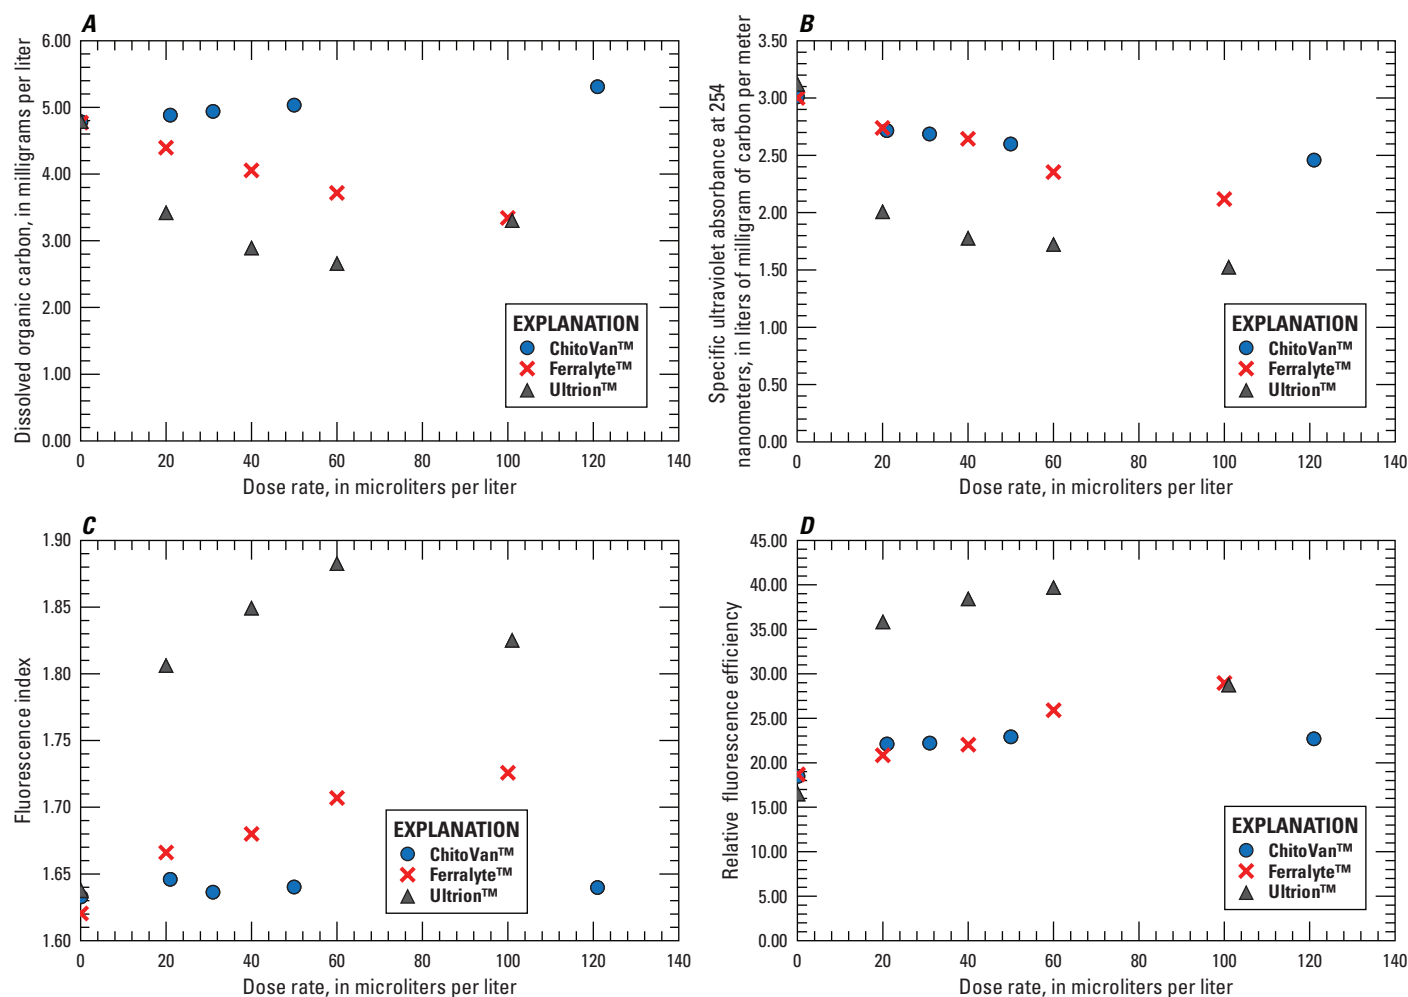 A
6.00
5.00
4.00
3.00
2.00
1.00
0.00
0 20 40 60 80 100 120 140
Dissolved organic carbon, in milligrams per liter
Dose rate, in microliters per liter
EXPLANATION
ChitoVan™
Ferralyte™
Ultrion™
B
3.50
3.00
2.50
2.00
1.50
1.00
0.50
0.00
0 20 40 60 80 100 120 140
Specific ultraviolet absorbance at 254
nanometers, in liters of milligram of carbon per meter
Dose rate, in microliters per liter
EXPLANATION
ChitoVan™
Ferralyte™
Ultrion™
C
1.90
1.85
1.80
1.75
1.70
1.65
1.60
0 20 40 60 80 100 120 140
Fluorescence index
Dose rate, in microliters per liter
EXPLANATION
ChitoVan™
Ferralyte™
Ultrion™
D
45.00
40.00
35.00
30.00
25.00
20.00
15.00
10.00
5.00
0.00
0 20 40 60 80 100 120 140
Relative fluorescence efficiency
Dose rate, in microliters per liter
EXPLANATION
ChitoVan™
Ferralyte™
Ultrion™